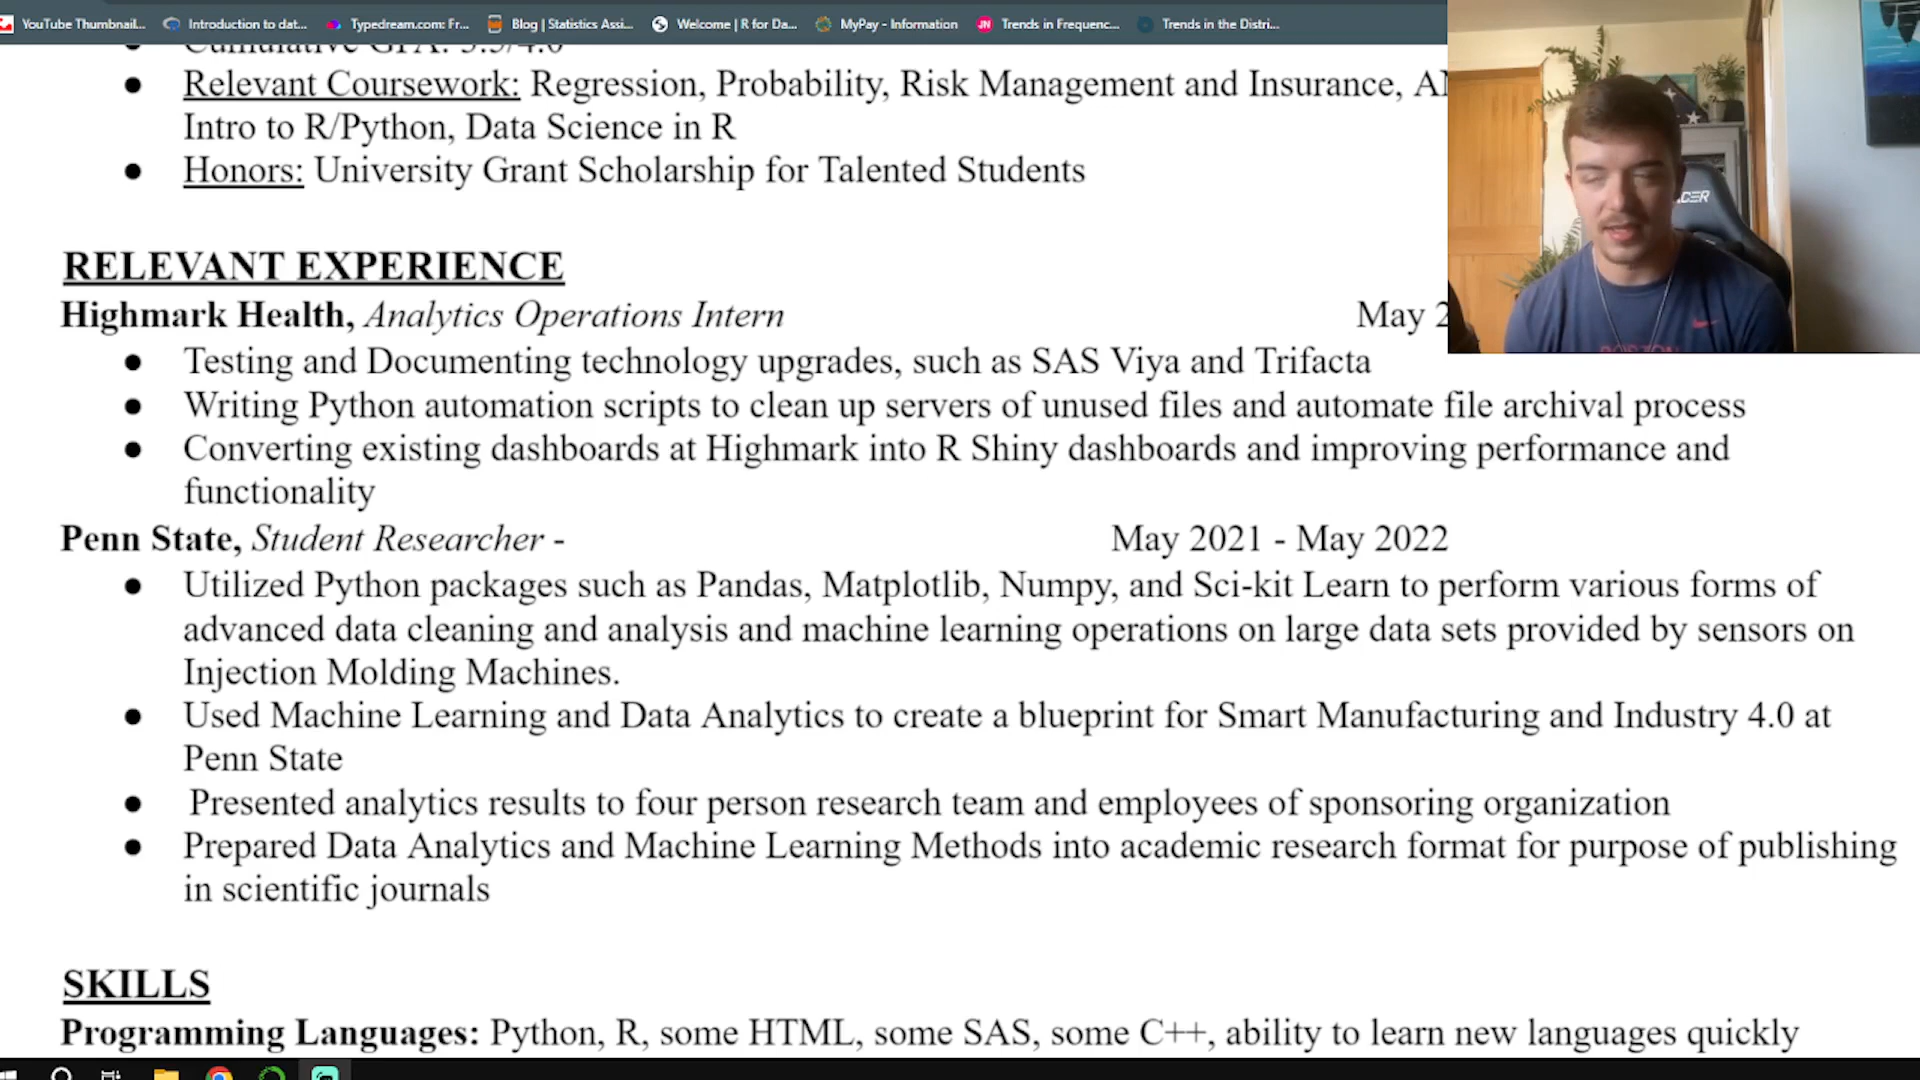 YouTube Thumbnail... Introduction to dat... Typedream.com: Fr... Blog | Statistics Assi... Welcome | R for Da... MyPay - Information JN Trends in Frequenc... Trends in the Distri...
Cumulative GPA: 3.5/4.0
Relevant Coursework: Regression, Probability, Risk Management and Insurance,
Intro to R/Python, Data Science in R
Honors: University Grant Scholarship for Talented Students
RELEVANT EXPERIENCE
Highmark Health, Analytics Operations Intern May 2
● Testing and Documenting technology upgrades, such as SAS Viya and Trifacta
● Writing Python automation scripts to clean up servers of unused files and automate file archival process
● Converting existing dashboards at Highmark into R Shiny dashboards and improving performance and
functionality
Penn State, Student Researcher - May 2021 - May 2022
● Utilized Python packages such as Pandas, Matplotlib, Numpy, and Sci-kit Learn to perform various forms of
advanced data cleaning and analysis and machine learning operations on large data sets provided by sensors on
Injection Molding Machines.
● Used Machine Learning and Data Analytics to create a blueprint for Smart Manufacturing and Industry 4.0 at
Penn State
● Presented analytics results to four person research team and employees of sponsoring organization
● Prepared Data Analytics and Machine Learning Methods into academic research format for purpose of publishing
in scientific journals
SKILLS
Programming Languages: Python, R, some HTML, some SAS, some C++, ability to learn new languages quickly